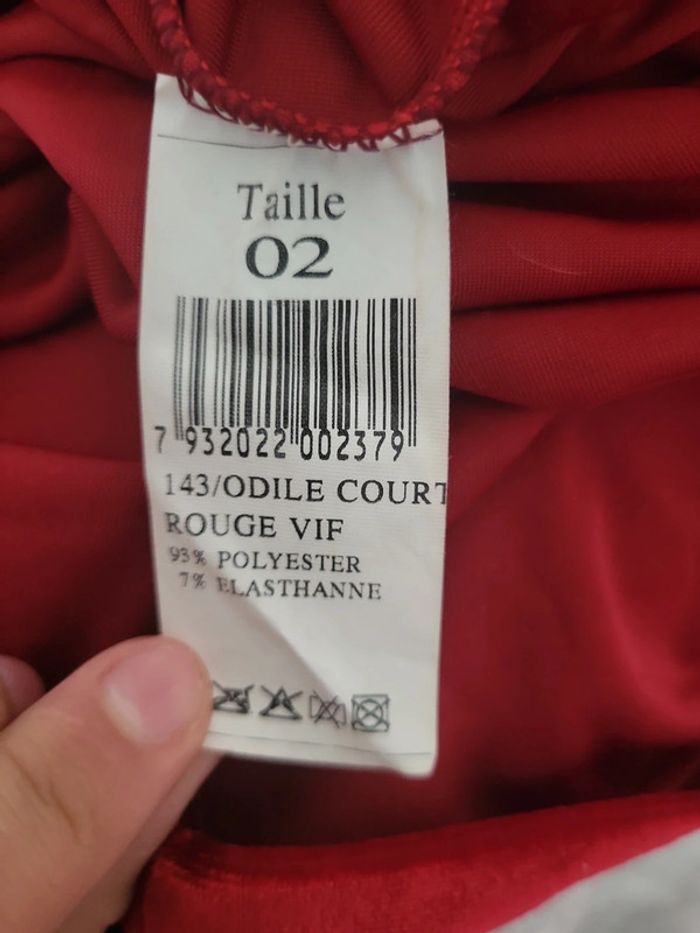 Taille
02
7 932022 002379
143/ODILE COURT
ROUGE VIF
93% POLYESTER
7% ELASTHANNE